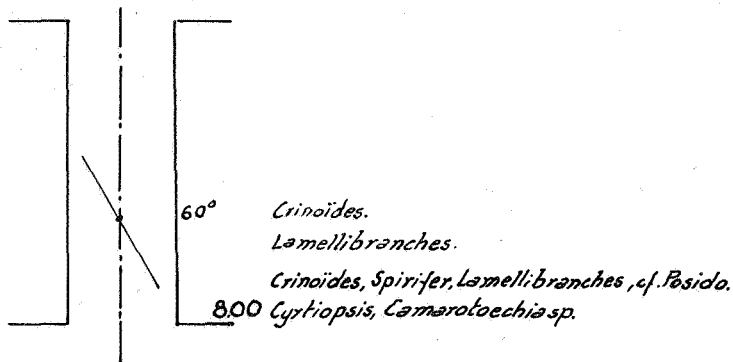 60° Crinoïdes.
Lamellibranches.
Crinoïdes, Spirifer, Lamellibranches, cf. Posido.
8.00 Cyrtiopsis, Camarotoechia sp.